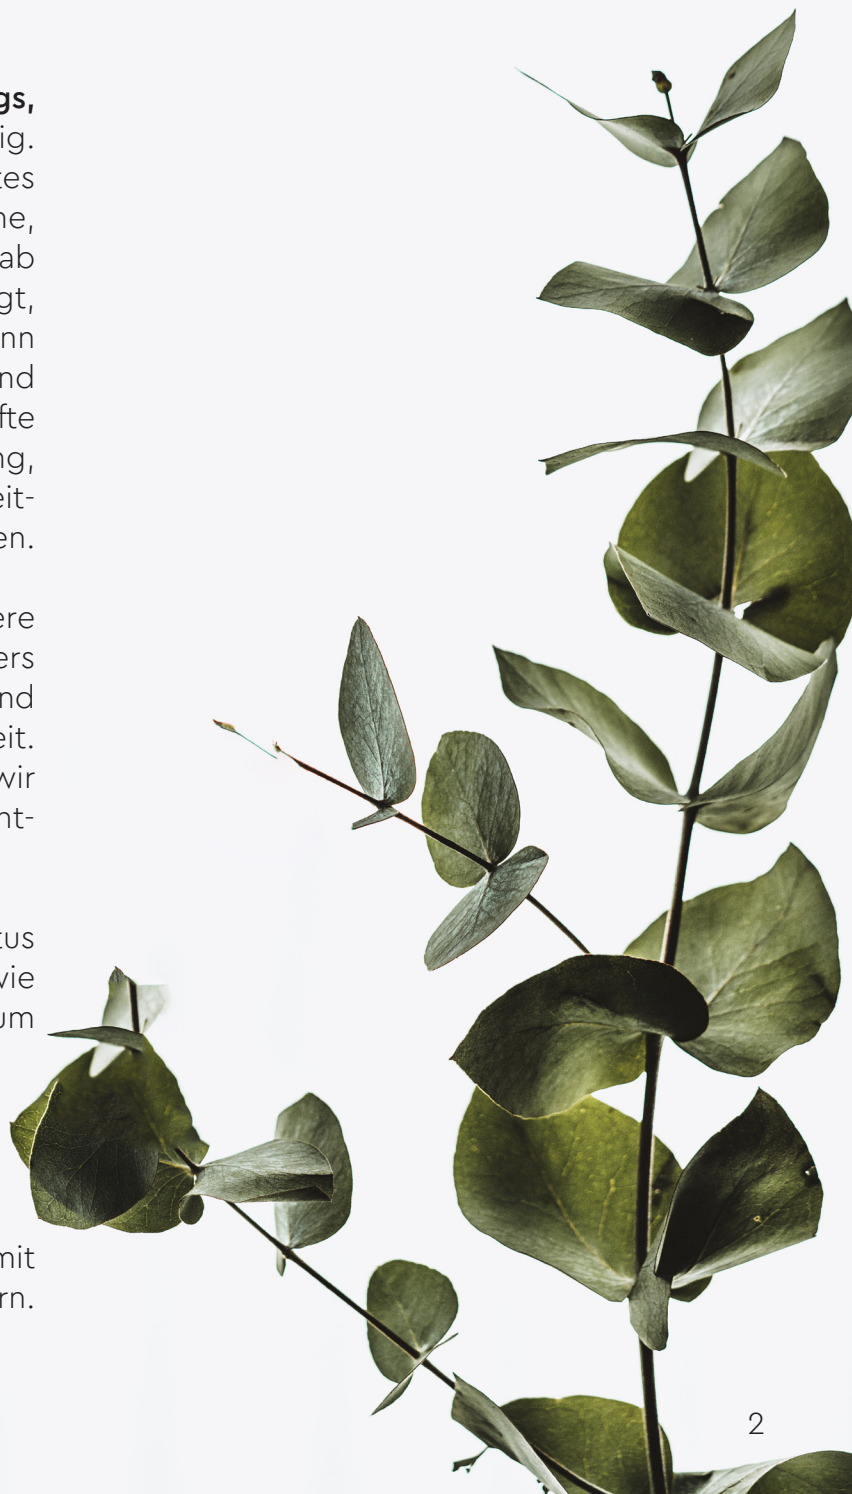 gs,
ig.
tes
ne,
ab
gt,
nn
nd
fte
ng,
eit-
en.
ere
ers
nd
eit.
wir
nt-
tus
wie
um
mit
rn.
2